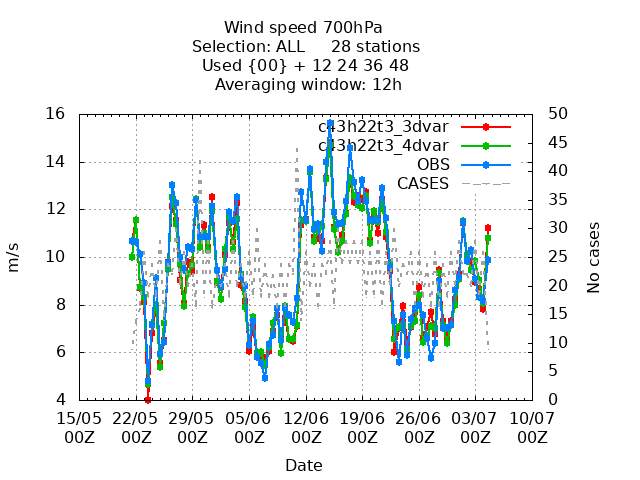 Wind speed 700hPa
Selection: ALL 28 stations
Used {00} + 12 24 36 48
Averaging window: 12h
c43h22t3_3dvar
c43h22t3_4dvar
OBS
CASES
16
14
12
10
8
6
4
m/s
50
45
40
35
30
25
20
15
10
5
0
No cases
15/05 22/05 29/05 05/06 12/06 19/06 26/06 03/07 10/07
00Z 00Z 00Z 00Z 00Z 00Z 00Z 00Z 00Z
Date